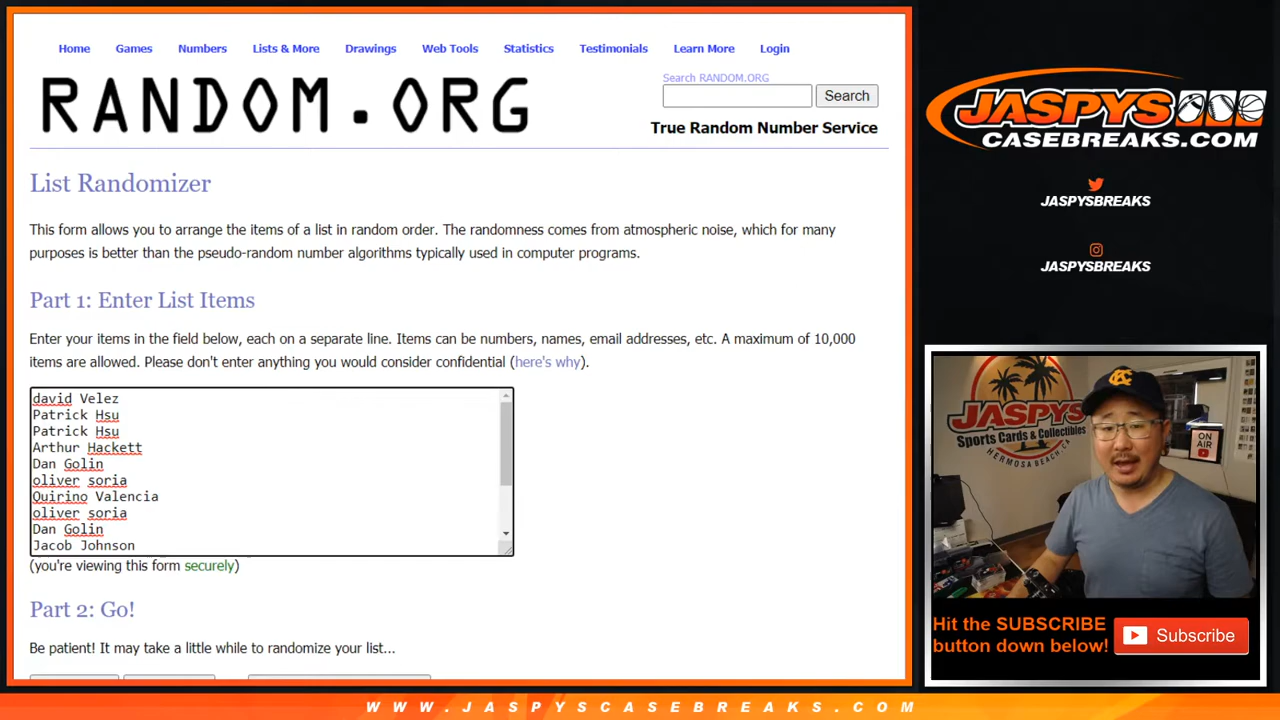 Home Games Numbers Lists & More Drawings Web Tools Statistics Testimonials Learn More Login
RANDOM.ORG
Search RANDOM.ORG
Search
True Random Number Service
List Randomizer
This form allows you to arrange the items of a list in random order. The randomness comes from atmospheric noise, which for many
purposes is better than the pseudo-random number algorithms typically used in computer programs.
Part 1: Enter List Items
Enter your items in the field below, each on a separate line. Items can be numbers, names, email addresses, etc. A maximum of 10,000
items are allowed. Please don't enter anything you would consider confidential (here's why).
david Velez
Patrick Hsu
Patrick Hsu
Arthur Hackett
Dan Golin
oliver soria
Quirino Valencia
oliver soria
Dan Golin
Jacob Johnson
(you're viewing this form securely)
Part 2: Go!
Be patient! It may take a little while to randomize your list...
JASPYS
CASEBREAKS.COM
JASPYSBREAKS
JASPYSBREAKS
JASPYS
Sports Cards & Collectibles
HERMOSA BEACH, CA
KC
ON
AIR
Hit the SUBSCRIBE
button down below!
Subscribe
WWW.JASPYSCASEBREAKS.COM